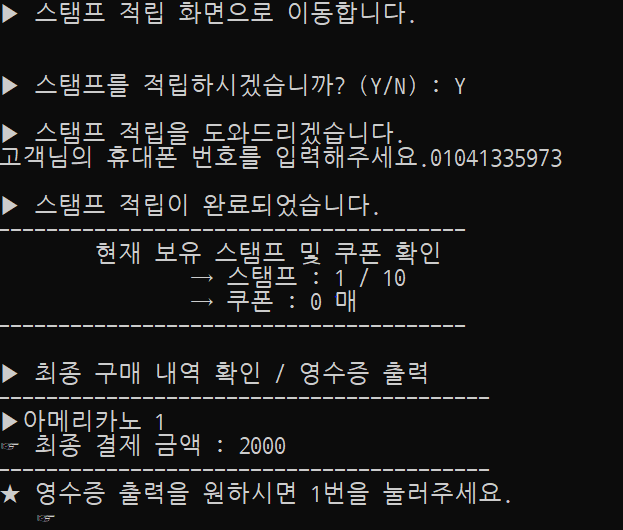 ▶ 스탬프 적립 화면으로 이동합니다.
▶ 스탬프를 적립하시겠습니까? (Y/N) : Y
▶ 스탬프 적립을 도와드리겠습니다.
고객님의 휴대폰 번호를 입력해주세요.01041335973
▶ 스탬프 적립이 완료되었습니다.
---------------------------------------
현재 보유 스탬프 및 쿠폰 확인
→ 스탬프 : 1 / 10
→ 쿠폰 : 0 매
---------------------------------------
▶ 최종 구매 내역 확인 / 영수증 출력
-----------------------------------------
▶아메리카노 1
☞ 최종 결제 금액 : 2000
-----------------------------------------
★ 영수증 출력을 원하시면 1번을 눌러주세요.
☞